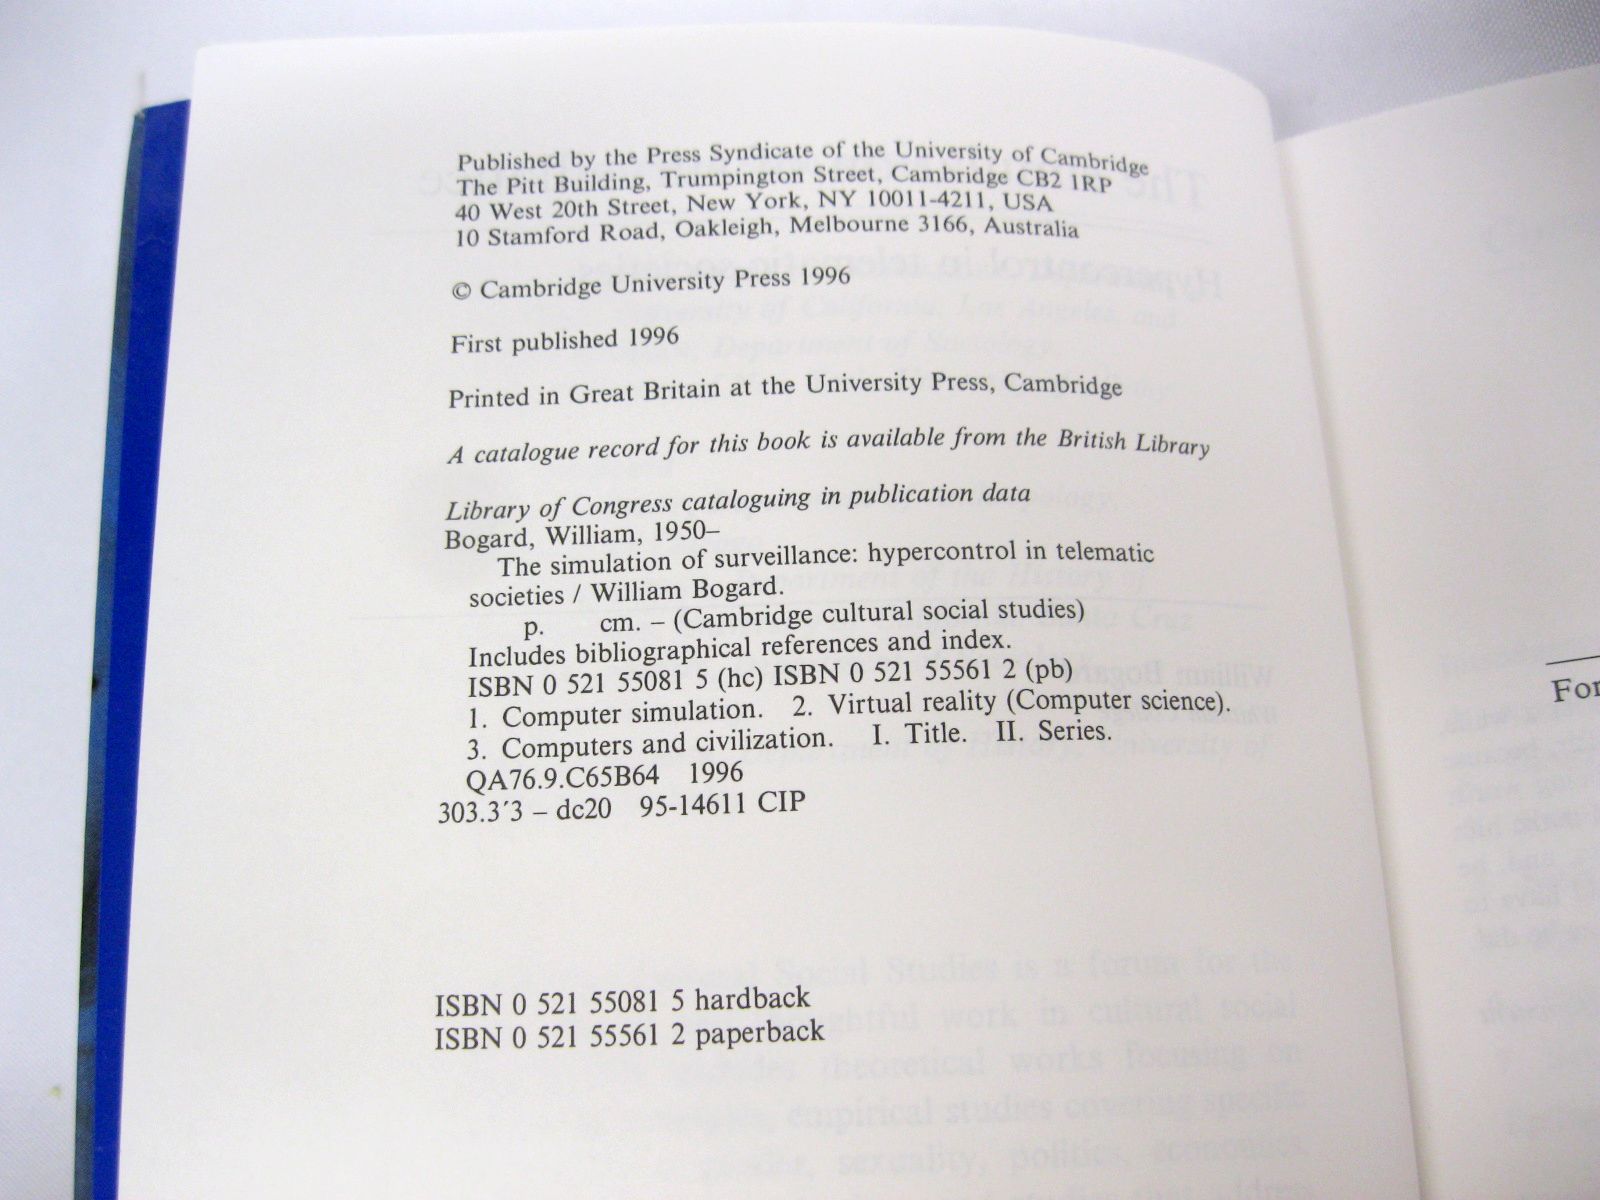 Published by the Press Syndicate of the University of Cambridge
The Pitt Building, Trumpington Street, Cambridge CB2 1RP
40 West 20th Street, New York, NY 10011-4211, USA
10 Stamford Road, Oakleigh, Melbourne 3166, Australia
© Cambridge University Press 1996
First published 1996
Printed in Great Britain at the University Press, Cambridge
A catalogue record for this book is available from the British Library
Library of Congress cataloguing in publication data
Bogard, William, 1950–
The simulation of surveillance: hypercontrol in telematic
societies / William Bogard.
p. cm. – (Cambridge cultural social studies)
Includes bibliographical references and index.
ISBN 0 521 55081 5 (hc) ISBN 0 521 55561 2 (pb)
1. Computer simulation. 2. Virtual reality (Computer science).
3. Computers and civilization. I. Title. II. Series.
QA76.9.C65B64 1996
303.3′3 – dc20 95-14611 CIP
ISBN 0 521 55081 5 hardback
ISBN 0 521 55561 2 paperback